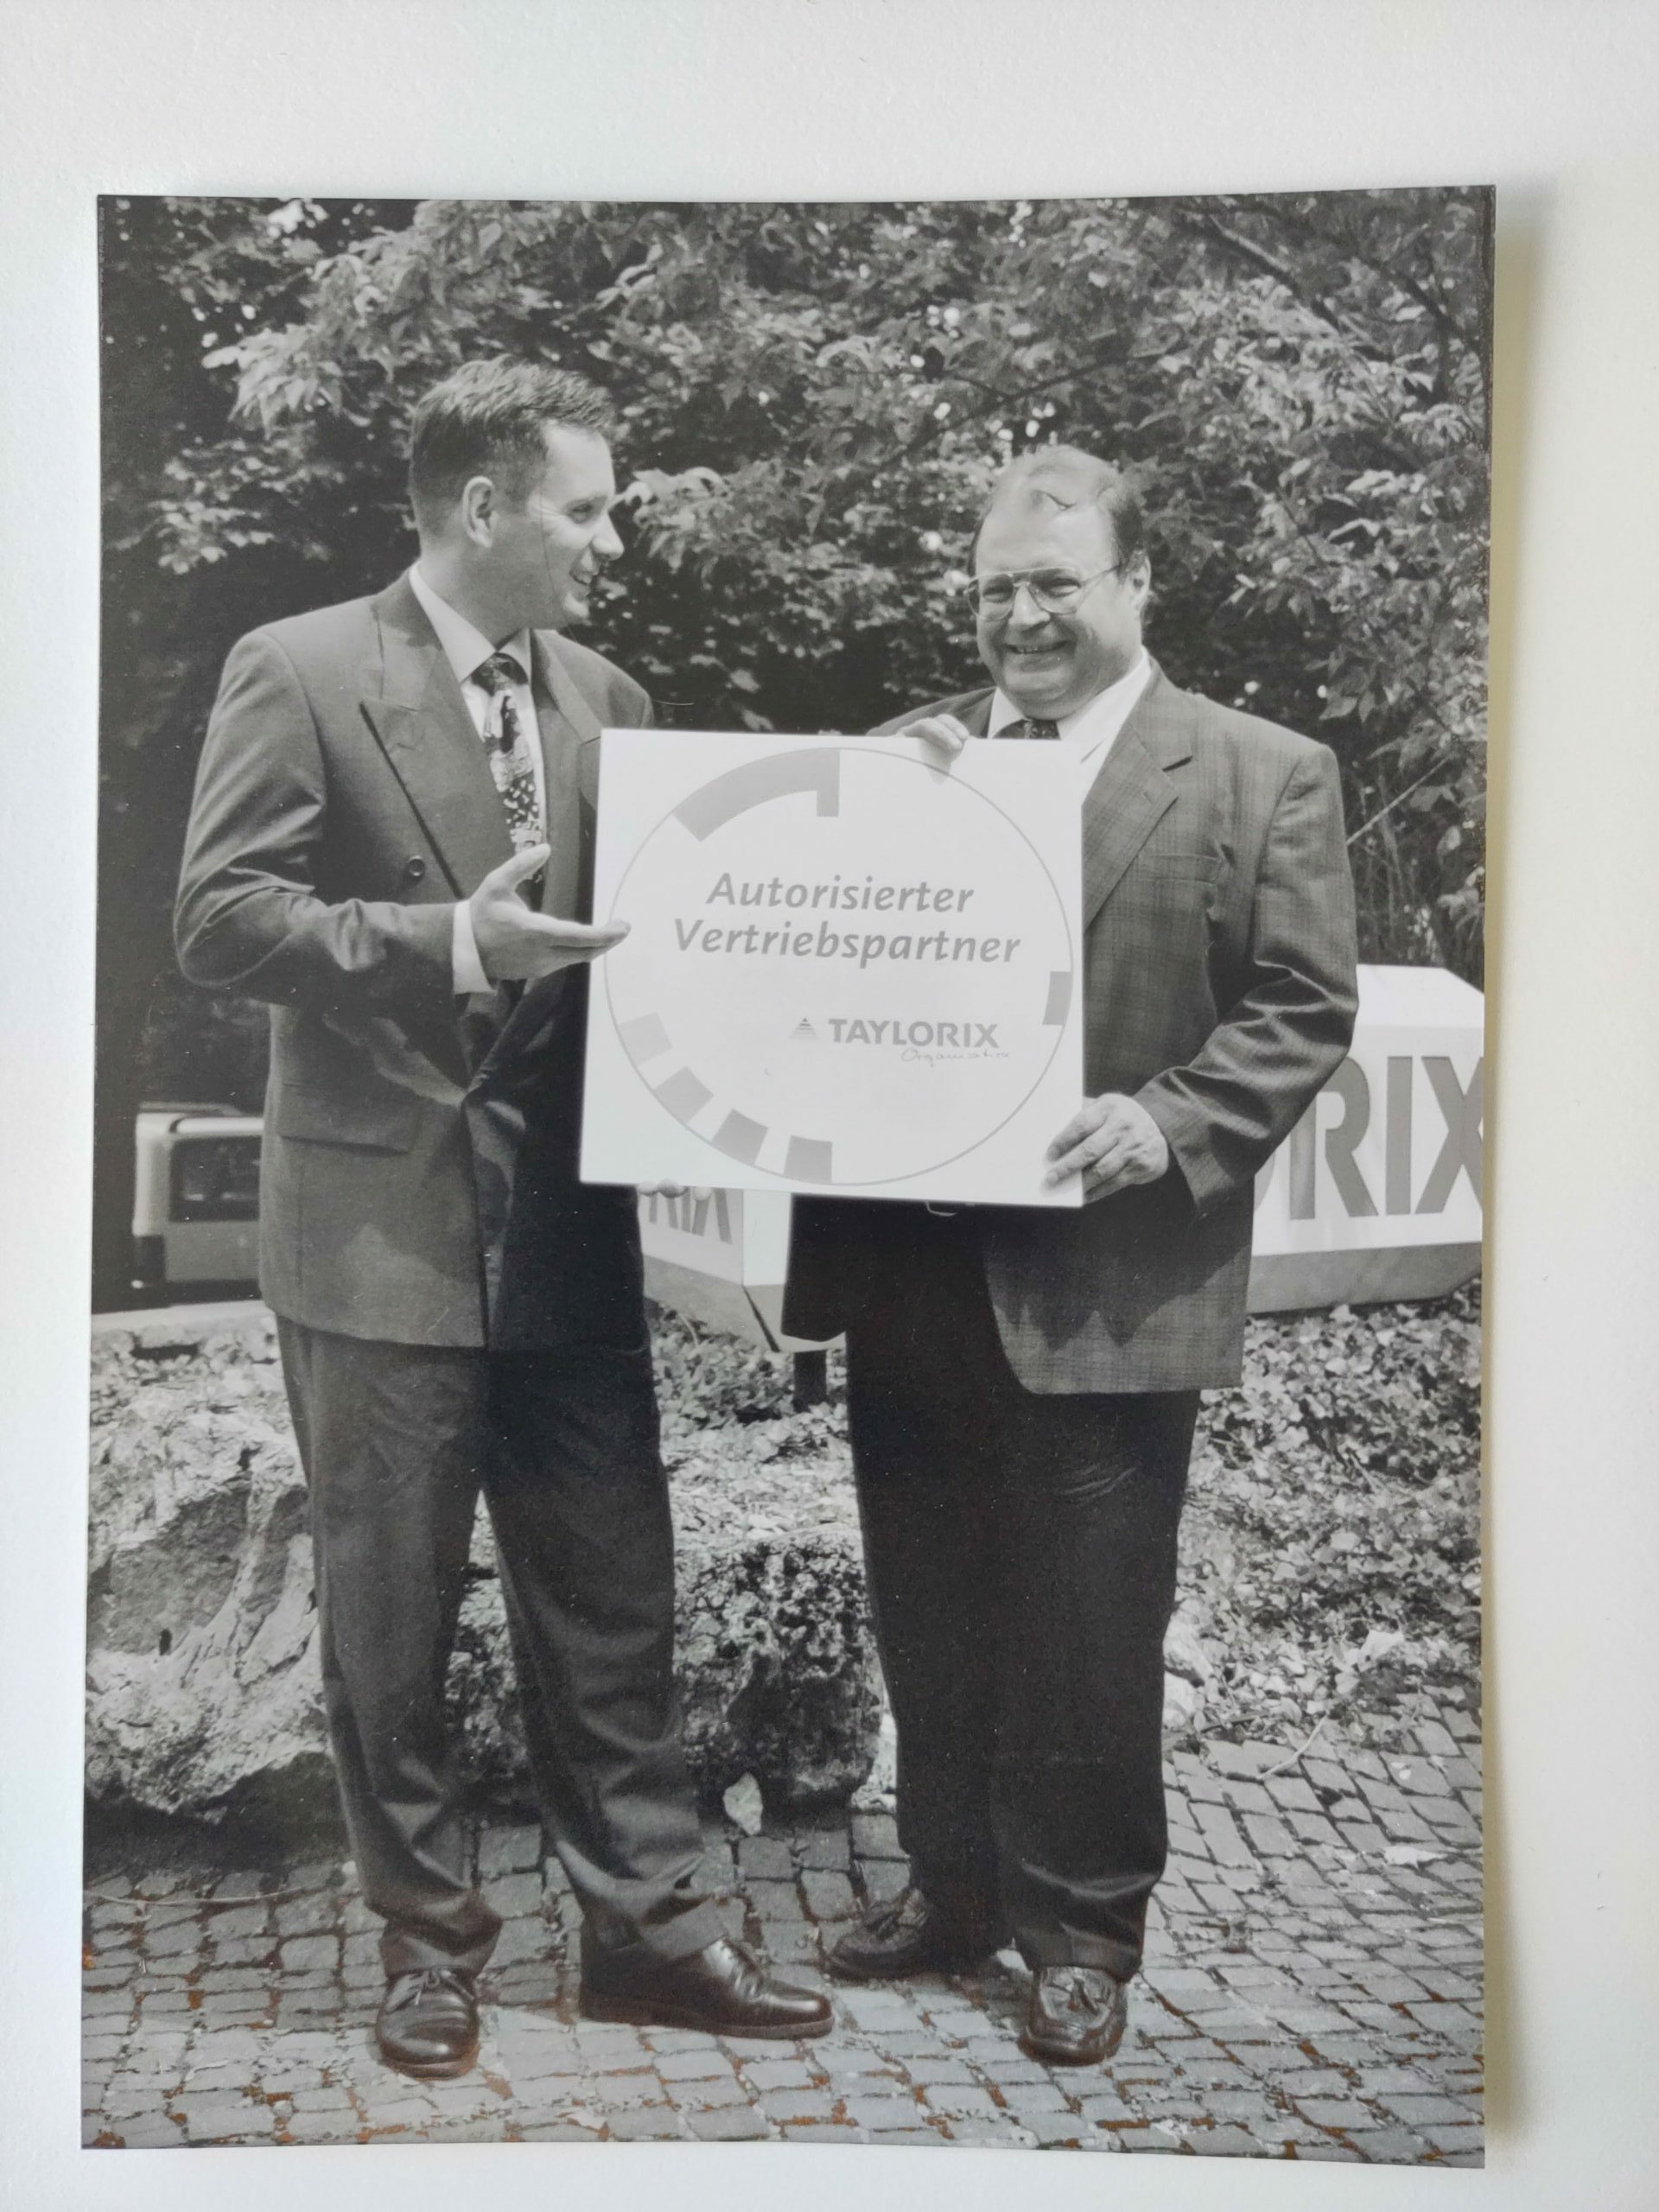 Autorisierter
Vertriebspartner
TAYLORIX
Organisation
RIX
RIX